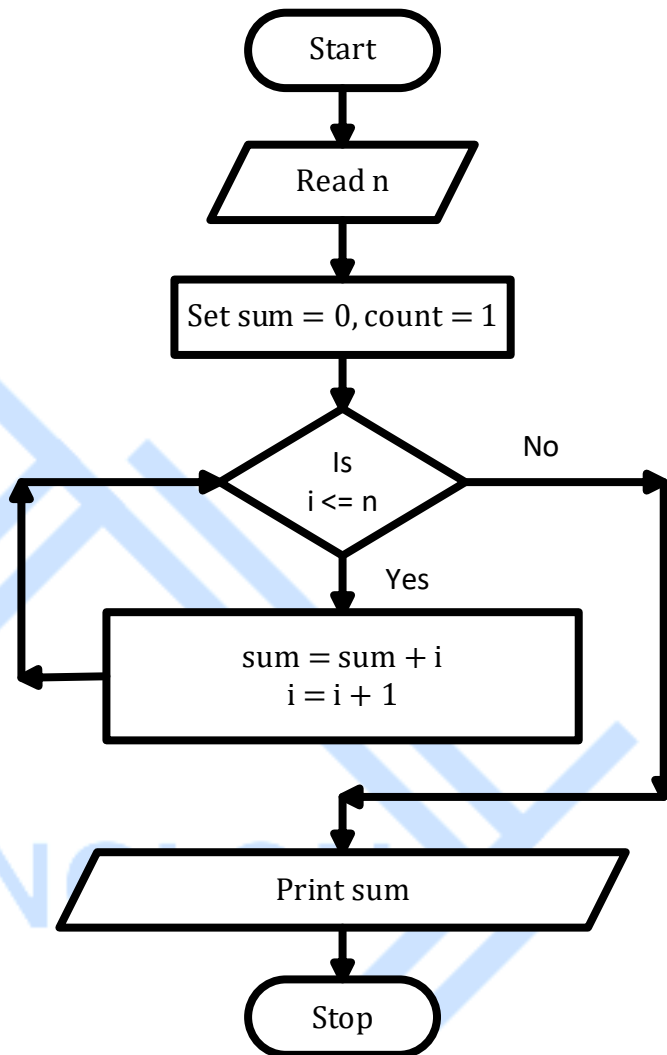 Start
Read n
Set sum = 0, count = 1
Is
i <= n
No
Yes
sum = sum + i
i = i + 1
Print sum
Stop